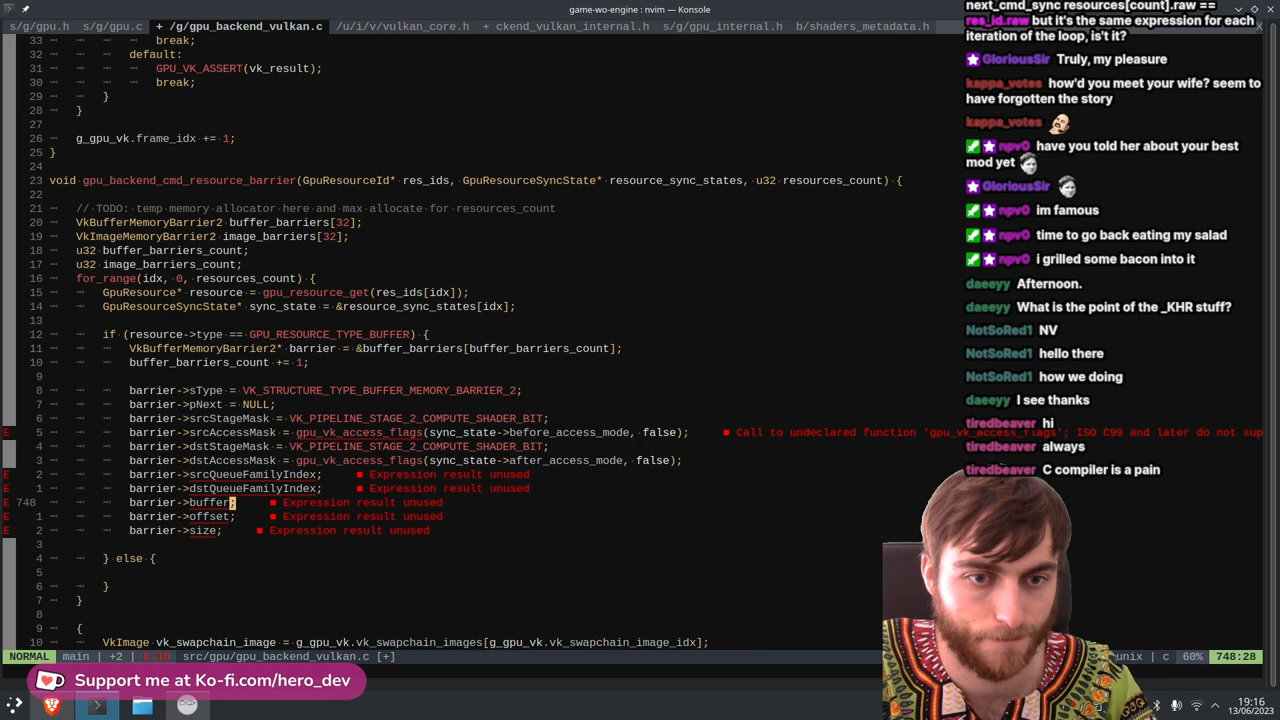 game-wo-engine : nvim — Konsole
s/g/gpu.h  s/g/gpu.c  + /g/gpu_backend_vulkan.c  /u/i/v/vulkan_core.h  + ckend_vulkan_internal.h  s/g/gpu_internal.h  b/shaders_metadata.h
33 break;
32 default:
31 GPU_VK_ASSERT(vk_result);
30 break;
29 }
28 }
27
26 g_gpu_vk.frame_idx += 1;
25 }
24
23 void gpu_backend_cmd_resource_barrier(GpuResourceId* res_ids, GpuResourceSyncState* resource_sync_states, u32 resources_count) {
22
21 // TODO: temp memory allocator here and max allocate for resources_count
20 VkBufferMemoryBarrier2 buffer_barriers[32];
19 VkImageMemoryBarrier2 image_barriers[32];
18 u32 buffer_barriers_count;
17 u32 image_barriers_count;
16 for_range(idx, 0, resources_count) {
15 GpuResource* resource = gpu_resource_get(res_ids[idx]);
14 GpuResourceSyncState* sync_state = &resource_sync_states[idx];
13
12 if (resource->type == GPU_RESOURCE_TYPE_BUFFER) {
11 VkBufferMemoryBarrier2* barrier = &buffer_barriers[buffer_barriers_count];
10 buffer_barriers_count += 1;
9
8 barrier->sType = VK_STRUCTURE_TYPE_BUFFER_MEMORY_BARRIER_2;
7 barrier->pNext = NULL;
6 barrier->srcStageMask = VK_PIPELINE_STAGE_2_COMPUTE_SHADER_BIT;
E 5 barrier->srcAccessMask = gpu_vk_access_flags(sync_state->before_access_mode, false); ■ Call to undeclared function 'gpu_vk_access_flags'; ISO C99 and later do not sup
4 barrier->dstStageMask = VK_PIPELINE_STAGE_2_COMPUTE_SHADER_BIT;
E 3 barrier->dstAccessMask = gpu_vk_access_flags(sync_state->after_access_mode, false);
E 2 barrier->srcQueueFamilyIndex; ■ Expression result unused
E 1 barrier->dstQueueFamilyIndex; ■ Expression result unused
E 748 barrier->buffer; ■ Expression result unused
E 1 barrier->offset; ■ Expression result unused
E 2 barrier->size; ■ Expression result unused
3
4 } else {
5
6 }
7 }
8
9 {
10 VkImage vk_swapchain_image = g_gpu_vk.vk_swapchain_images[g_gpu_vk.vk_swapchain_image_idx];
NORMAL main | +2 | E 10 src/gpu/gpu_backend_vulkan.c [+] unix | c 60% 748:28
next_cmd_sync resources[count].raw ==
res_id.raw but it's the same expression for each
iteration of the loop, is't it?
GloriousSir Truly, my pleasure
kappa_votes how'd you meet your wife? seem to
have forgotten the story
kappa_votes
npv0 have you told her about your best
mod yet
GloriousSir
npv0 im famous
npv0 time to go back eating my salad
npv0 i grilled some bacon into it
daeeyy Afternoon.
daeeyy What is the point of the _KHR stuff?
NotSoRed1 NV
NotSoRed1 hello there
NotSoRed1 how we doing
daeeyy I see thanks
tiredbeaver hi
tiredbeaver always
tiredbeaver C compiler is a pain
Support me at Ko-fi.com/hero_dev
19:16
13/06/2023